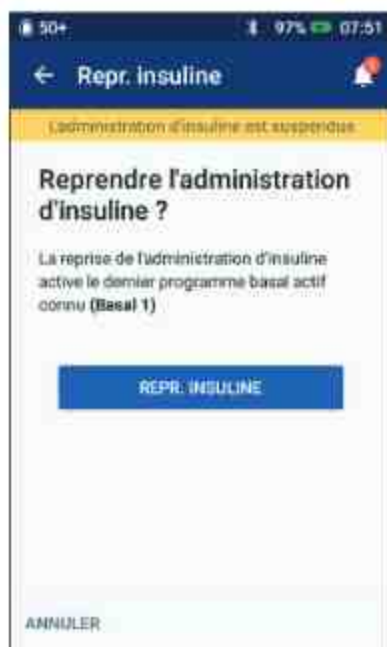 50+ 97% 07:51
Repr. insuline
L'administration d'insuline est suspendue
Reprendre l'administration
d'insuline ?
La reprise de l'administration d'insuline
active le dernier programme basal actif
connu (Basal 1)
REPR. INSULINE
ANNULER